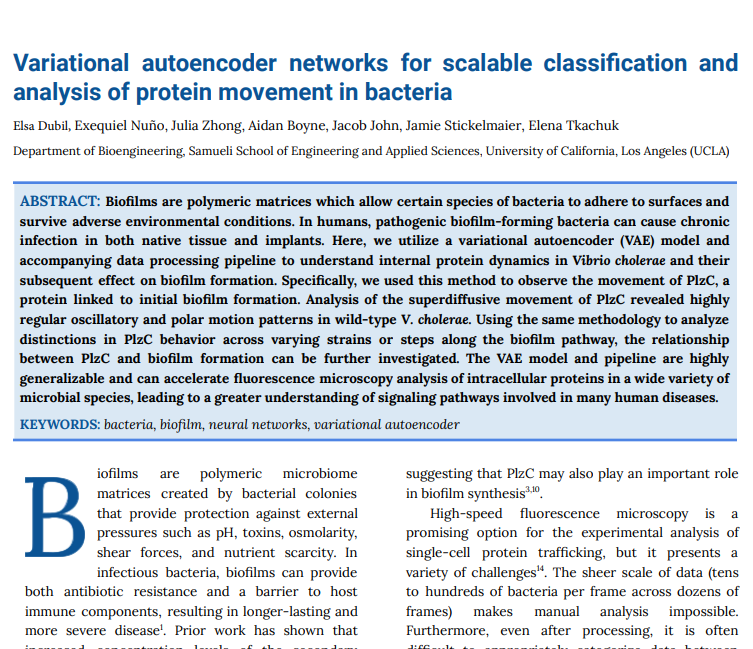 Variational autoencoder networks for scalable classification and
analysis of protein movement in bacteria
Elsa Dubil, Exequiel Nuño, Julia Zhong, Aidan Boyne, Jacob John, Jamie Stickelmaier, Elena Tkachuk
Department of Bioengineering, Samueli School of Engineering and Applied Sciences, University of California, Los Angeles (UCLA)
ABSTRACT: Biofilms are polymeric matrices which allow certain species of bacteria to adhere to surfaces and
survive adverse environmental conditions. In humans, pathogenic biofilm-forming bacteria can cause chronic
infection in both native tissue and implants. Here, we utilize a variational autoencoder (VAE) model and
accompanying data processing pipeline to understand internal protein dynamics in Vibrio cholerae and their
subsequent effect on biofilm formation. Specifically, we used this method to observe the movement of PlzC, a
protein linked to initial biofilm formation. Analysis of the superdiffusive movement of PlzC revealed highly
regular oscillatory and polar motion patterns in wild-type V. cholerae. Using the same methodology to analyze
distinctions in PlzC behavior across varying strains or steps along the biofilm pathway, the relationship
between PlzC and biofilm formation can be further investigated. The VAE model and pipeline are highly
generalizable and can accelerate fluorescence microscopy analysis of intracellular proteins in a wide variety of
microbial species, leading to a greater understanding of signaling pathways involved in many human diseases.
KEYWORDS: bacteria, biofilm, neural networks, variational autoencoder
Biofilms are polymeric microbiome
matrices created by bacterial colonies
that provide protection against external
pressures such as pH, toxins, osmolarity,
shear forces, and nutrient scarcity. In
infectious bacteria, biofilms can provide
both antibiotic resistance and a barrier to host
immune components, resulting in longer-lasting and
more severe disease¹. Prior work has shown that
increased concentration levels of the secondary
suggesting that PlzC may also play an important role
in biofilm synthesis³,¹⁰.
High-speed fluorescence microscopy is a
promising option for the experimental analysis of
single-cell protein trafficking, but it presents a
variety of challenges¹⁴. The sheer scale of data (tens
to hundreds of bacteria per frame across dozens of
frames) makes manual analysis impossible.
Furthermore, even after processing, it is often
difficult to appropriately categorize data between